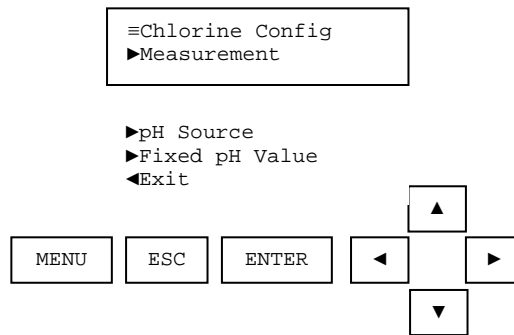 ≡Chlorine Config
►Measurement
►pH Source
►Fixed pH Value
◄Exit
▲
MENU ESC ENTER ◄ ►
▼